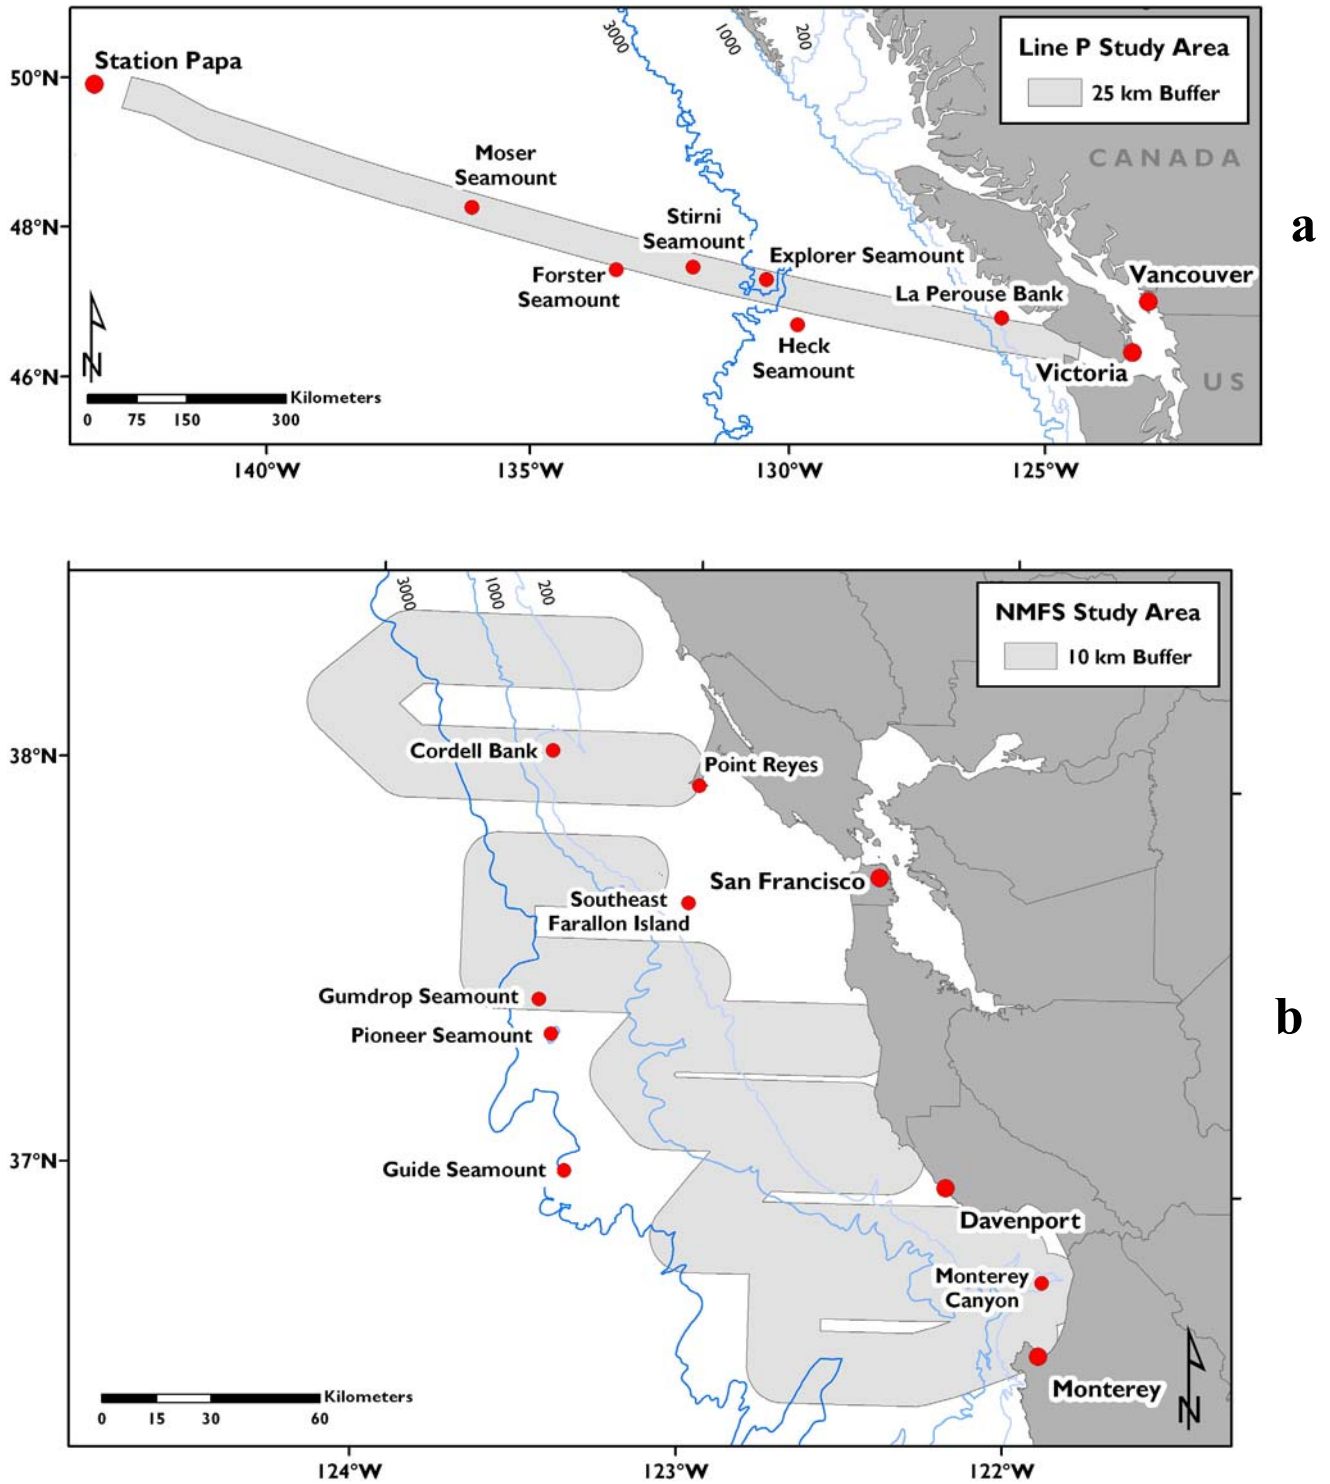 3000
1000
200
Line P Study Area
25 km Buffer
Station Papa
50°N
CANADA
a
Moser
Seamount
48°N
Stirni
Seamount
Explorer Seamount
Forster
Seamount
La Perouse Bank
Vancouver
Heck
Seamount
Victoria
US
46°N
N
Kilometers
0 75 150 300
140°W 135°W 130°W 125°W
3000
1000
200
NMFS Study Area
10 km Buffer
38°N
Cordell Bank
Point Reyes
San Francisco
Southeast
Farallon Island
Gumdrop Seamount
Pioneer Seamount
b
37°N
Guide Seamount
Davenport
Monterey
Canyon
Monterey
N
Kilometers
0 15 30 60
124°W 123°W 122°W